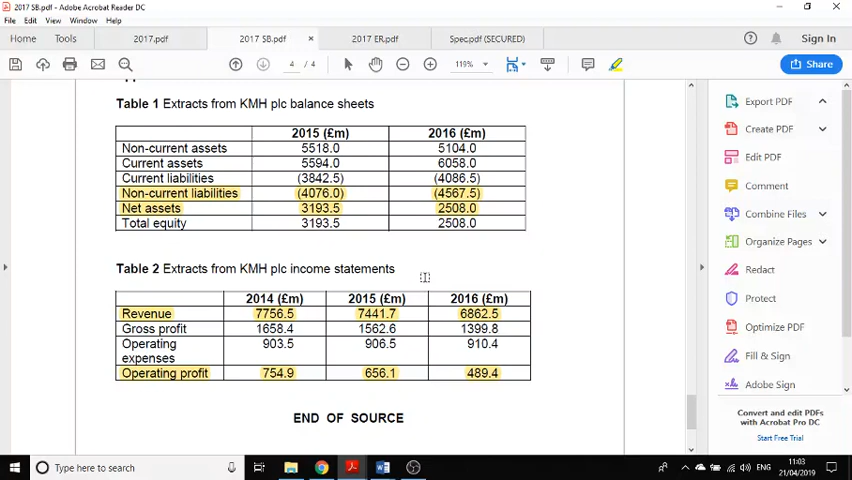 2017 SB.pdf - Adobe Acrobat Reader DC
File Edit View Window Help
Home Tools 2017.pdf 2017 SB.pdf × 2017 ER.pdf Spec.pdf (SECURED) Sign In
4 / 4 119% Share
Table 1 Extracts from KMH plc balance sheets
2015 (£m) 2016 (£m)
Non-current assets 5518.0 5104.0
Current assets 5594.0 6058.0
Current liabilities (3842.5) (4086.5)
Non-current liabilities (4076.0) (4567.5)
Net assets 3193.5 2508.0
Total equity 3193.5 2508.0
Table 2 Extracts from KMH plc income statements
2014 (£m) 2015 (£m) 2016 (£m)
Revenue 7756.5 7441.7 6862.5
Gross profit 1658.4 1562.6 1399.8
Operating 903.5 906.5 910.4
expenses
Operating profit 754.9 656.1 489.4
END OF SOURCE
Export PDF
Create PDF
Edit PDF
Comment
Combine Files
Organize Pages
Redact
Protect
Optimize PDF
Fill & Sign
Adobe Sign
Convert and edit PDFs
with Acrobat Pro DC
Start Free Trial
Type here to search
ENG
11:03
21/04/2019